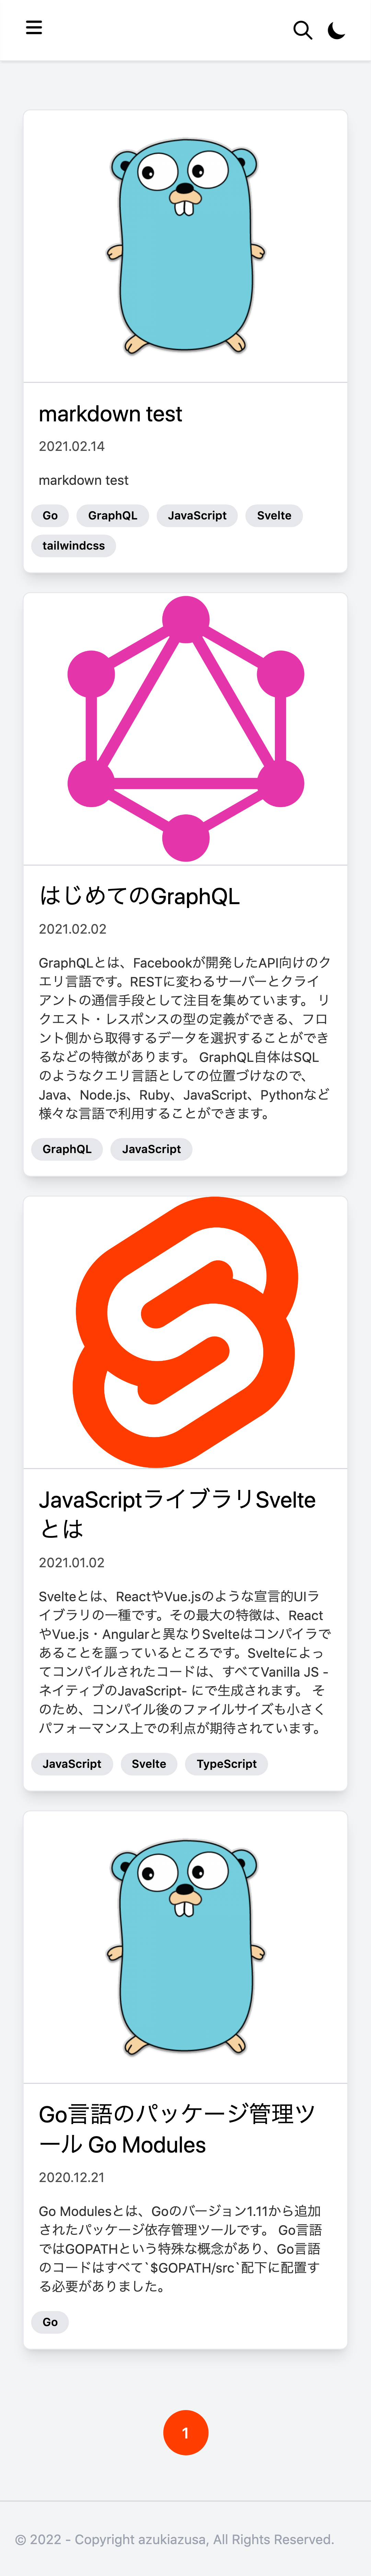 markdown test
2021.02.14
markdown test
Go GraphQL JavaScript Svelte
tailwindcss
はじめてのGraphQL
2021.02.02
GraphQLとは、Facebookが開発したAPI向けのク
エリ言語です。RESTに変わるサーバーとクライ
アントの通信手段として注目を集めています。 リ
クエスト・レスポンスの型の定義ができる、フロ
ント側から取得するデータを選択することができ
るなどの特徴があります。 GraphQL自体はSQL
のようなクエリ言語としての位置づけなので、
Java、Node.js、Ruby、JavaScript、Pythonなど
様々な言語で利用することができます。
GraphQL JavaScript
JavaScriptライブラリSvelte
とは
2021.01.02
Svelteとは、ReactやVue.jsのような宣言的UIラ
イブラリの一種です。その最大の特徴は、React
やVue.js・Angularと異なりSvelteはコンパイラで
あることを謳っているところです。Svelteによっ
てコンパイルされたコードは、すべてVanilla JS -
ネイティブのJavaScript- にで生成されます。 そ
のため、コンパイル後のファイルサイズも小さく
パフォーマンス上での利点が期待されています。
JavaScript Svelte TypeScript
Go言語のパッケージ管理ツ
ール Go Modules
2020.12.21
Go Modulesとは、Goのバージョン1.11から追加
されたパッケージ依存管理ツールです。 Go言語
ではGOPATHという特殊な概念があり、Go言語
のコードはすべて`$GOPATH/src`配下に配置す
る必要がありました。
Go
1
© 2022 - Copyright azukiazusa, All Rights Reserved.